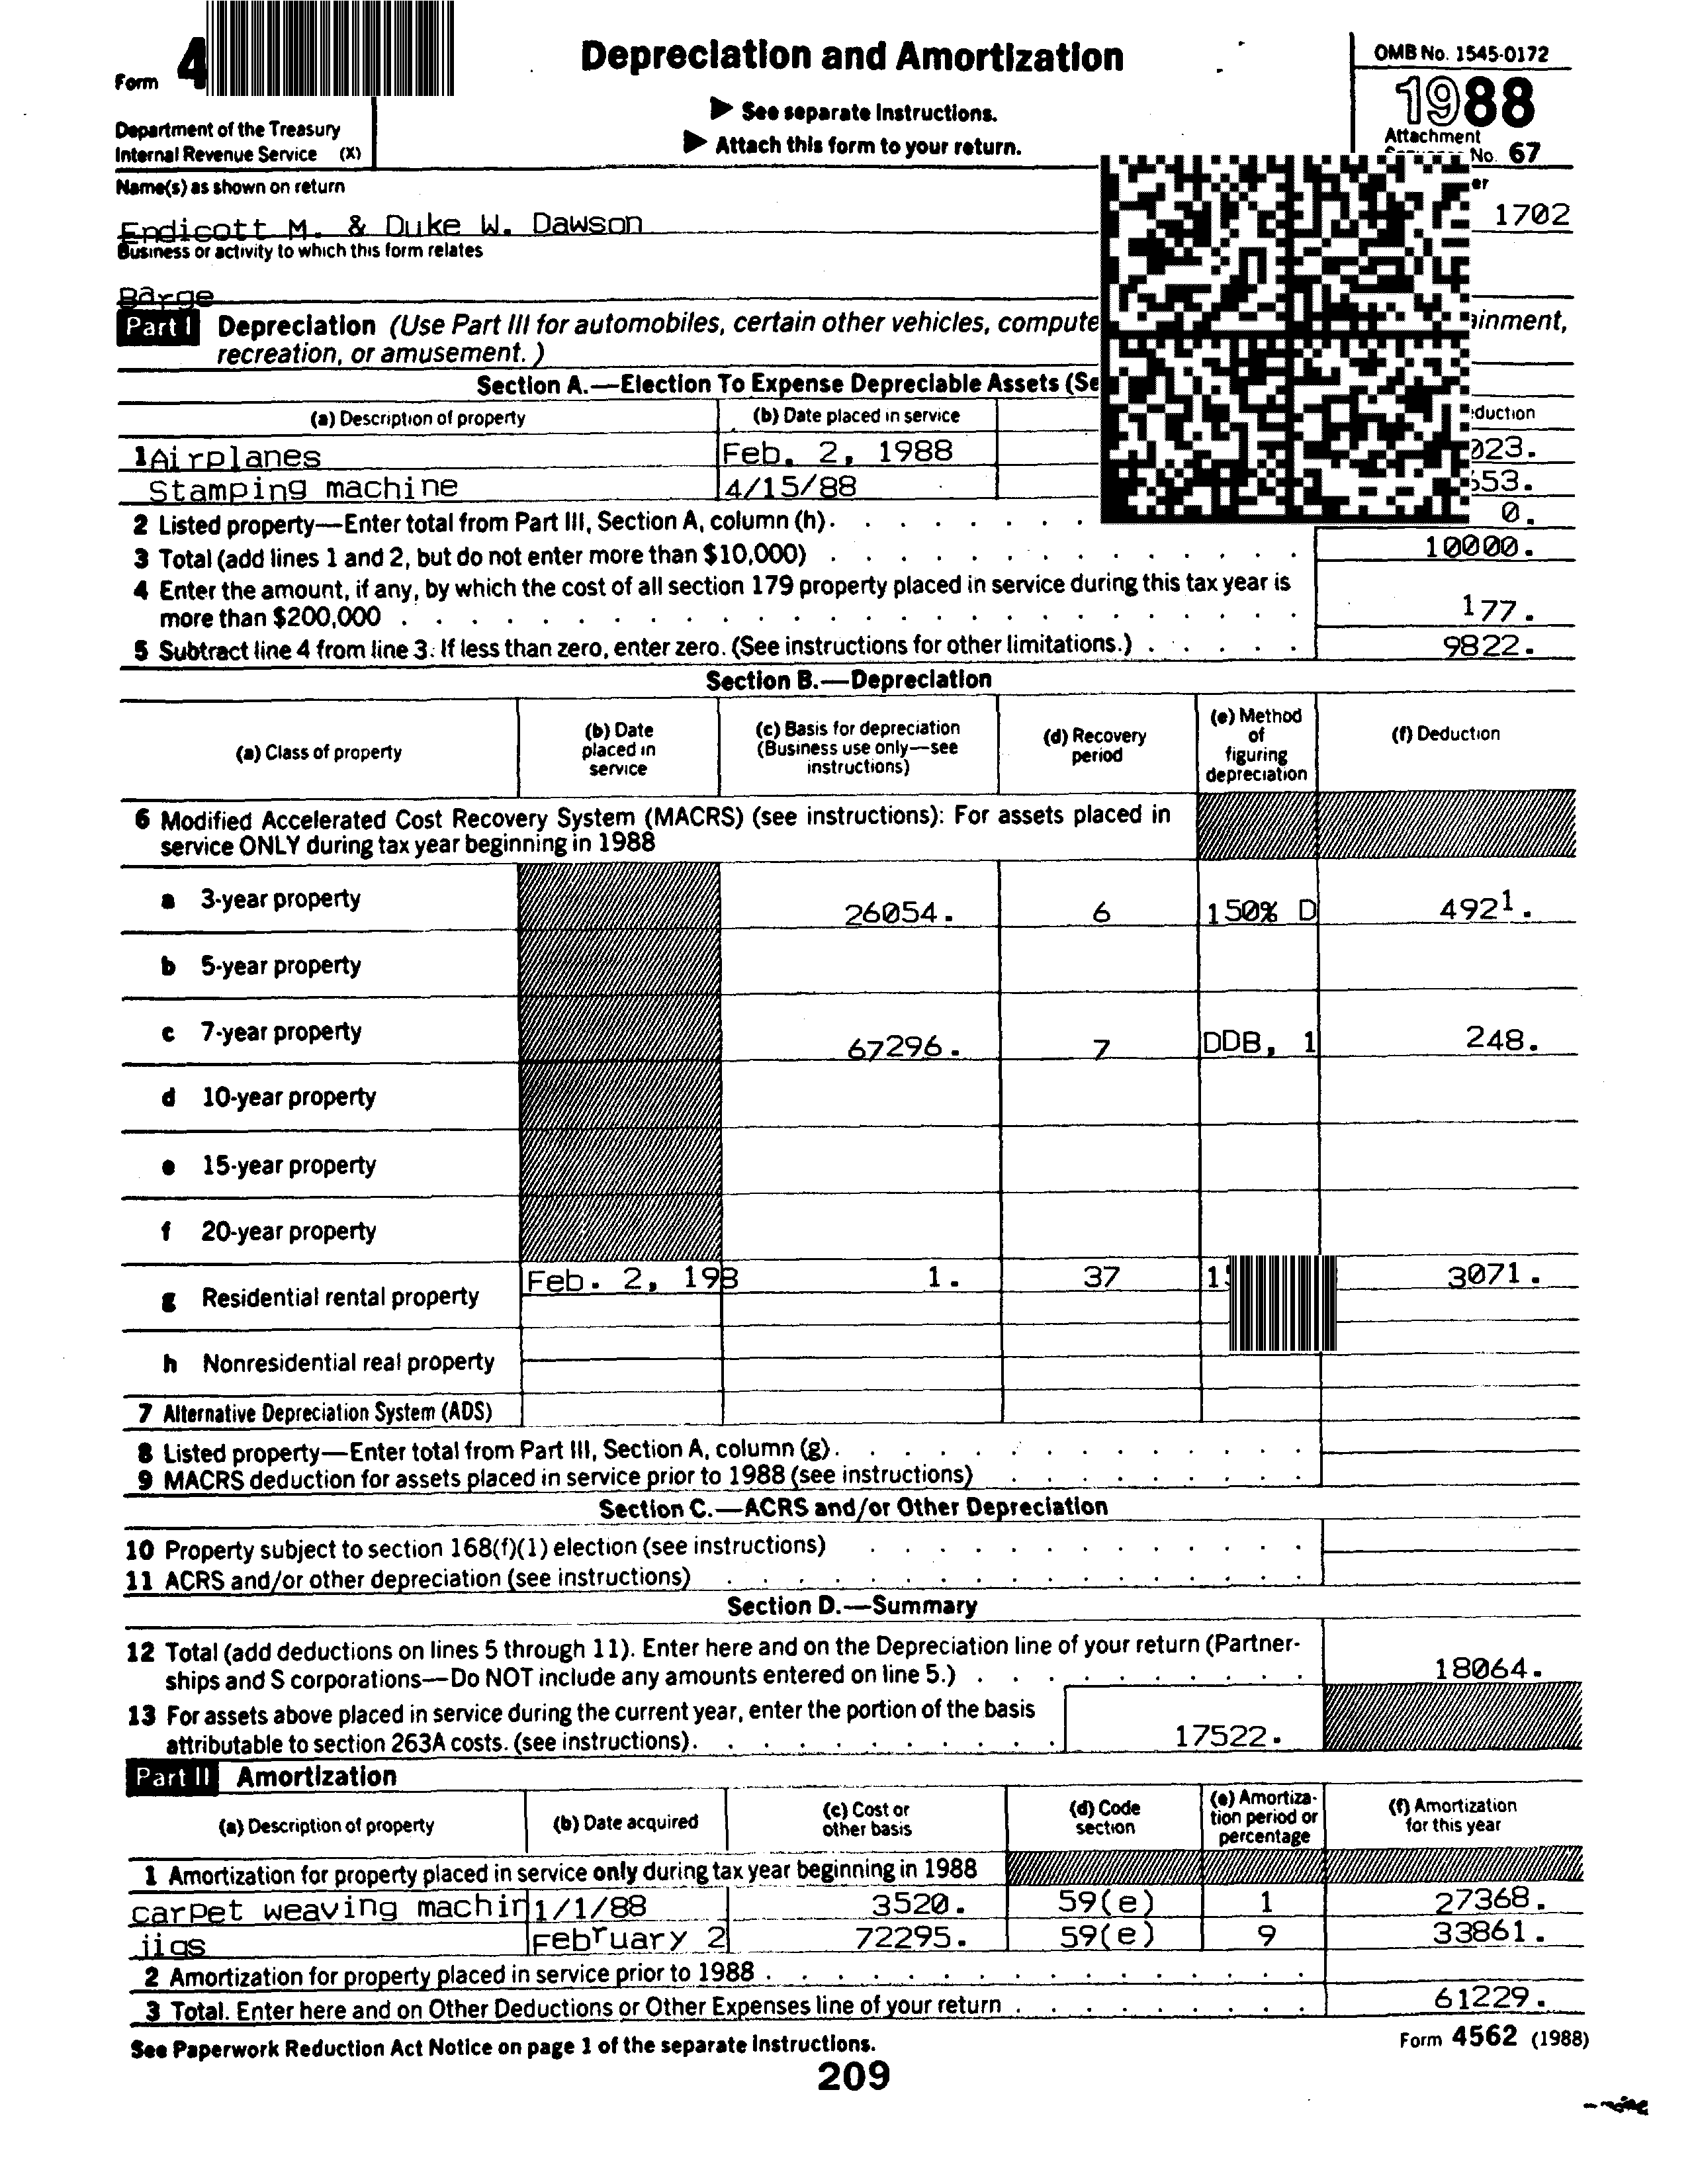 Form 4
Depreciation and Amortization
OMB No. 1545-0172
▶ See separate Instructions.
▶ Attach this form to your return.
1988
Department of the Treasury
Internal Revenue Service (X)
Attachment
No. 67
Name(s) as shown on return
Endicott M. & Duke W. Dawson
1702
Business or activity to which this form relates
Barge
Part I Depreciation (Use Part III for automobiles, certain other vehicles,
recreation, or amusement.)
Section A.—Election To Expense Depreciable Assets
(a) Description of property (b) Date placed in service
1 Airplanes Feb. 2, 1988
Stamping machine 4/15/88
2 Listed property—Enter total from Part III, Section A, column (h). 0.
3 Total (add lines 1 and 2, but do not enter more than $10,000) 10000.
4 Enter the amount, if any, by which the cost of all section 179 property placed in service during this tax year is
more than $200,000 177.
5 Subtract line 4 from line 3. If less than zero, enter zero. (See instructions for other limitations.) 9822.
Section B.—Depreciation
(a) Class of property (b) Date placed in service (c) Basis for depreciation (Business use only—see instructions) (d) Recovery period (e) Method of figuring depreciation (f) Deduction
6 Modified Accelerated Cost Recovery System (MACRS) (see instructions): For assets placed in
service ONLY during tax year beginning in 1988
a 3-year property 26054. 6 150% D 4921.
b 5-year property
c 7-year property 67296. 7 DDB, 1 248.
d 10-year property
e 15-year property
f 20-year property
Feb. 2, 198 1. 37 3071.
g Residential rental property
h Nonresidential real property
7 Alternative Depreciation System (ADS)
8 Listed property—Enter total from Part III, Section A, column (g).
9 MACRS deduction for assets placed in service prior to 1988 (see instructions)
Section C.—ACRS and/or Other Depreciation
10 Property subject to section 168(f)(1) election (see instructions)
11 ACRS and/or other depreciation (see instructions)
Section D.—Summary
12 Total (add deductions on lines 5 through 11). Enter here and on the Depreciation line of your return (Partner-
ships and S corporations—Do NOT include any amounts entered on line 5.) 18064.
13 For assets above placed in service during the current year, enter the portion of the basis
attributable to section 263A costs. (see instructions). 17522.
Part II Amortization
(a) Description of property (b) Date acquired (c) Cost or other basis (d) Code section (e) Amortiza-tion period or percentage (f) Amortization for this year
1 Amortization for property placed in service only during tax year beginning in 1988
carpet weaving machin 1/1/88 3520. 59(e) 1 27368.
jigs February 2 72295. 59(e) 9 33861.
2 Amortization for property placed in service prior to 1988
3 Total. Enter here and on Other Deductions or Other Expenses line of your return 61229.
See Paperwork Reduction Act Notice on page 1 of the separate Instructions.
Form 4562 (1988)
209